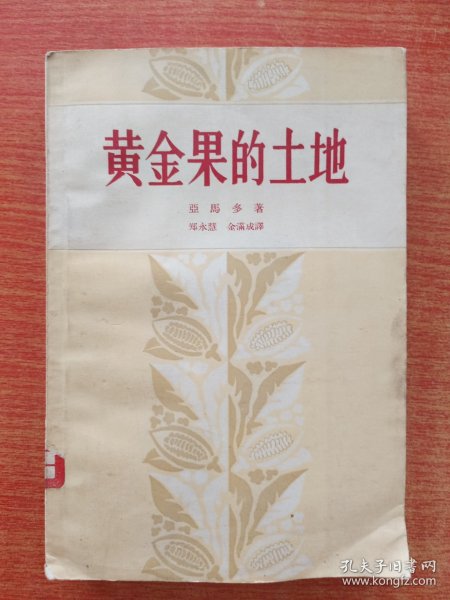 黄金果的土地
亞馬多著
郑永慧 金滿成譯
孔夫子旧书网
www.kongfz.com